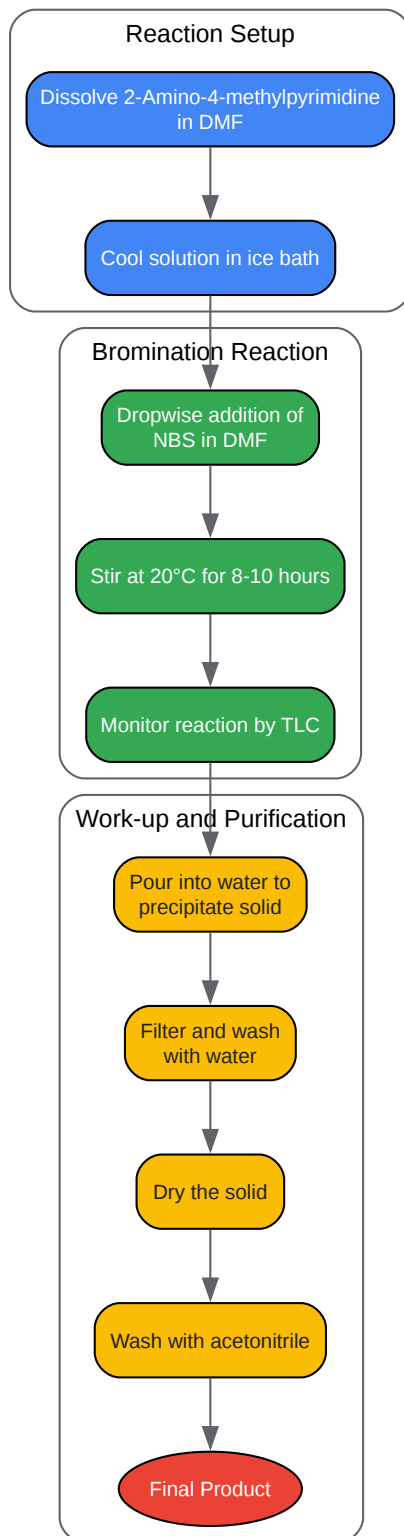 Reaction Setup
Dissolve 2-Amino-4-methylpyrimidine
in DMF
Cool solution in ice bath
Bromination Reaction
Dropwise addition of
NBS in DMF
Stir at 20°C for 8-10 hours
Monitor reaction by TLC
Work-up and Purification
Pour into water to
precipitate solid
Filter and wash
with water
Dry the solid
Wash with acetonitrile
Final Product